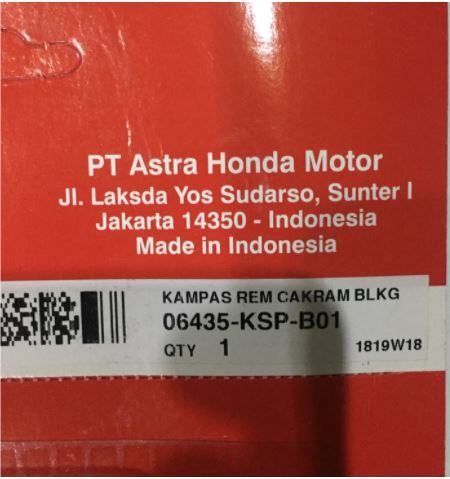 PT Astra Honda Motor
Jl. Laksda Yos Sudarso, Sunter I
Jakarta 14350 - Indonesia
Made in Indonesia
KAMPAS REM CAKRAM BLKG
06435-KSP-B01
QTY 1 1819W18